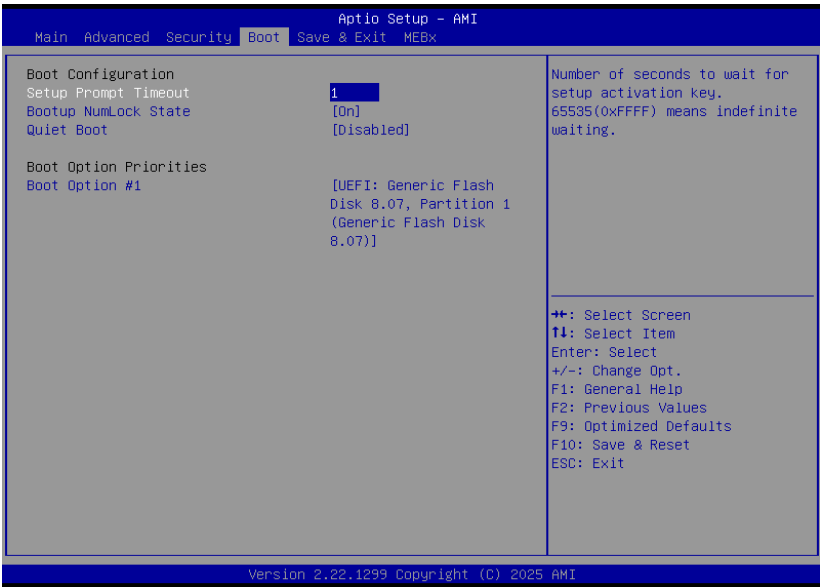 Aptio Setup – AMI
Main Advanced Security Boot Save & Exit MEBx
Boot Configuration
Setup Prompt Timeout 1
Bootup NumLock State [On]
Quiet Boot [Disabled]
Boot Option Priorities
Boot Option #1 [UEFI: Generic Flash
Disk 8.07, Partition 1
(Generic Flash Disk
8.07)]
Number of seconds to wait for
setup activation key.
65535(0xFFFF) means indefinite
waiting.
→←: Select Screen
↑↓: Select Item
Enter: Select
+/–: Change Opt.
F1: General Help
F2: Previous Values
F9: Optimized Defaults
F10: Save & Reset
ESC: Exit
Version 2.22.1299 Copyright (C) 2025 AMI